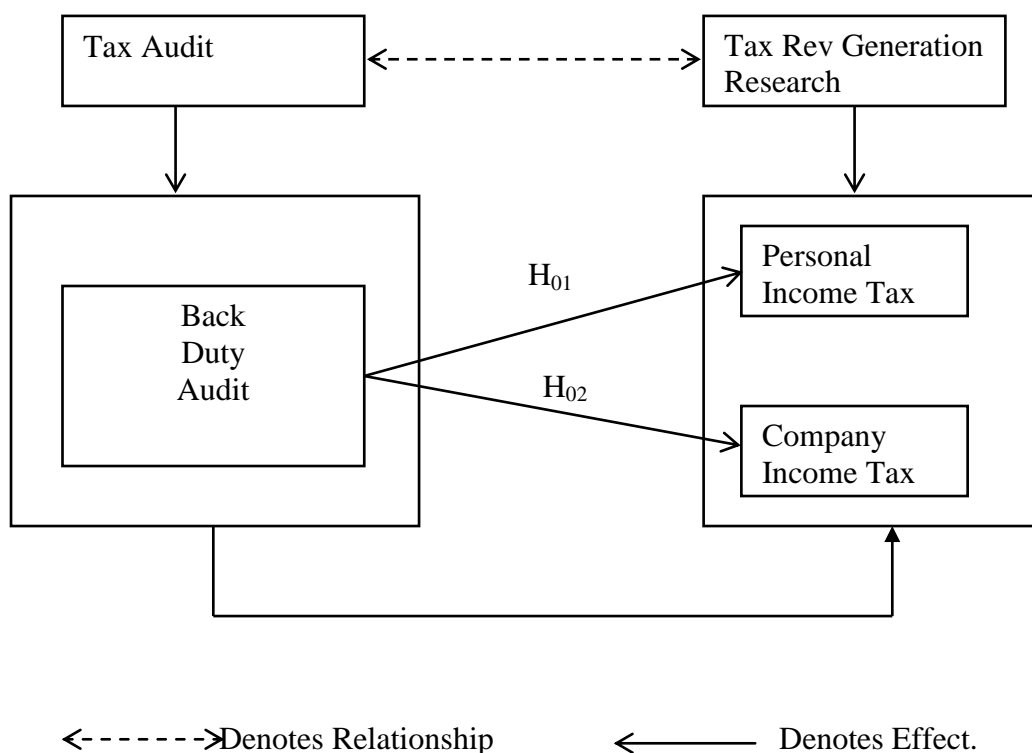 Tax Audit
Tax Rev Generation
Research
H₀₁
Personal
Income Tax
Back
Duty
Audit
H₀₂
Company
Income Tax
Denotes Relationship
Denotes Effect.